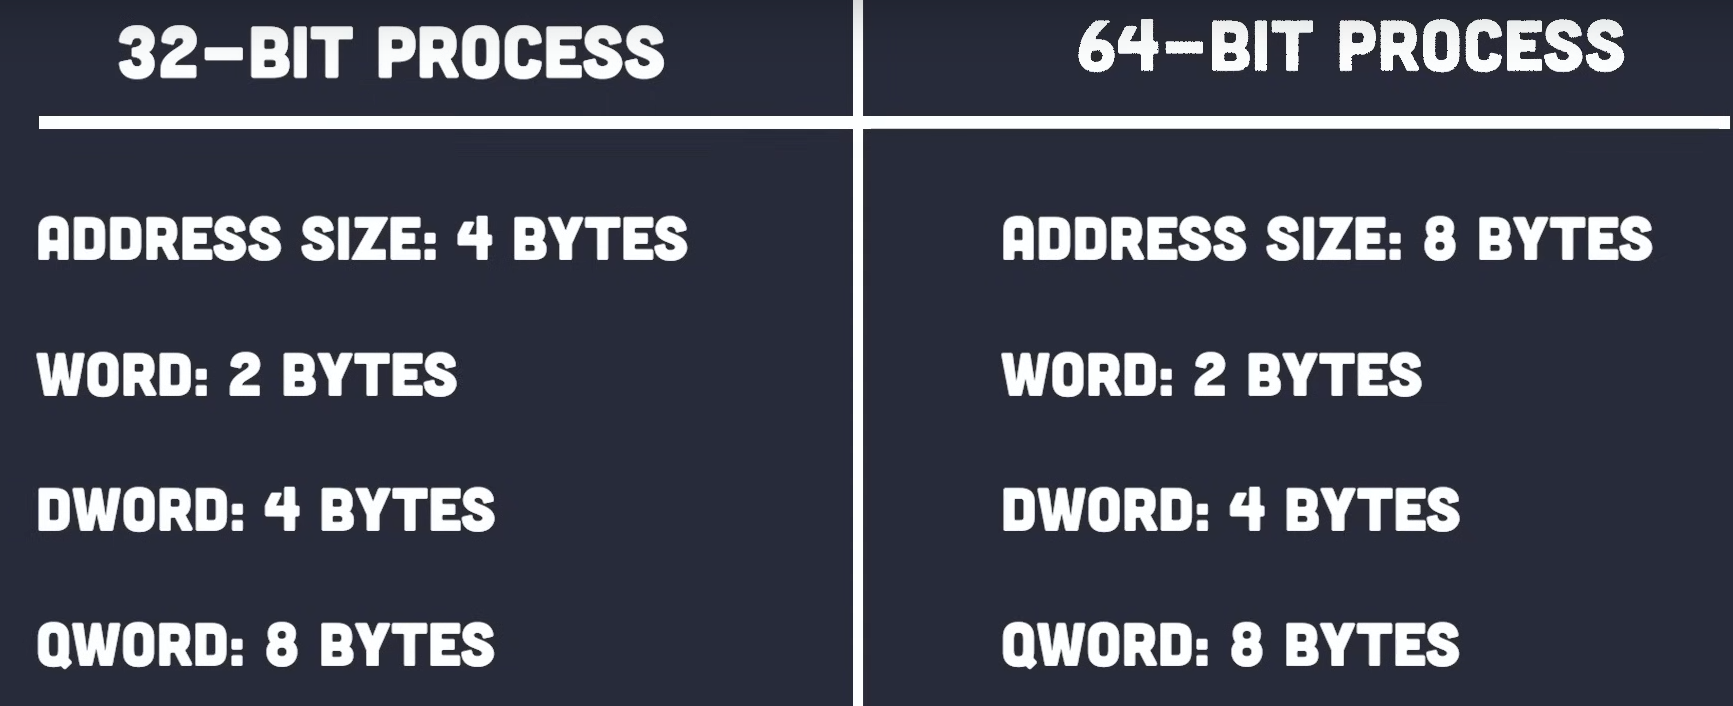 32-BIT PROCESS
ADDRESS SIZE: 4 BYTES
WORD: 2 BYTES
DWORD: 4 BYTES
QWORD: 8 BYTES
64-BIT PROCESS
ADDRESS SIZE: 8 BYTES
WORD: 2 BYTES
DWORD: 4 BYTES
QWORD: 8 BYTES